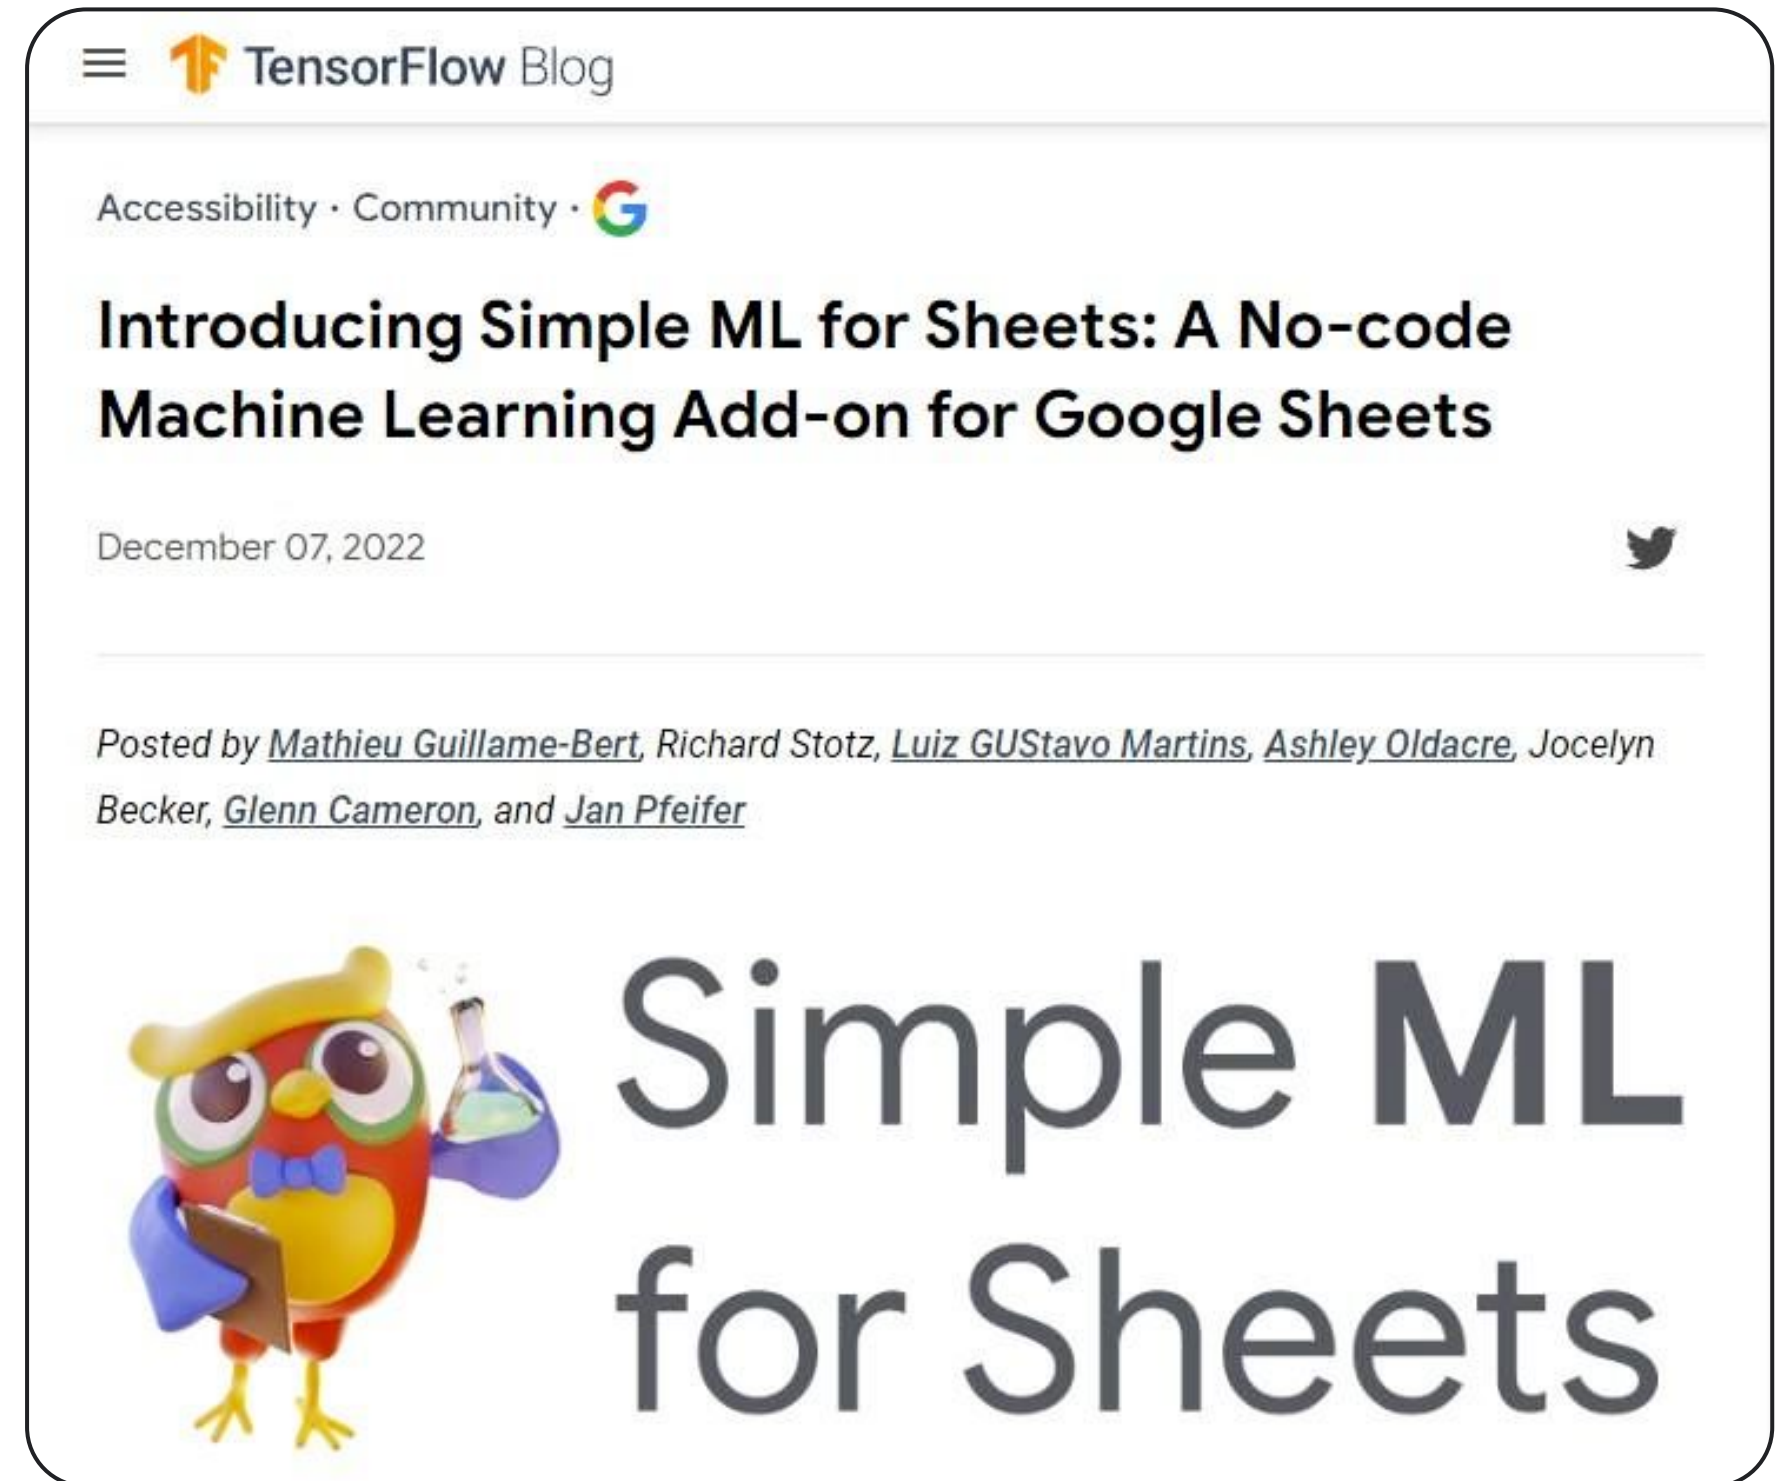 TensorFlow Blog
Accessibility · Community ·
Introducing Simple ML for Sheets: A No-code
Machine Learning Add-on for Google Sheets
December 07, 2022
Posted by Mathieu Guillame-Bert, Richard Stotz, Luiz GUStavo Martins, Ashley Oldacre, Jocelyn
Becker, Glenn Cameron, and Jan Pfeifer
Simple ML
for Sheets